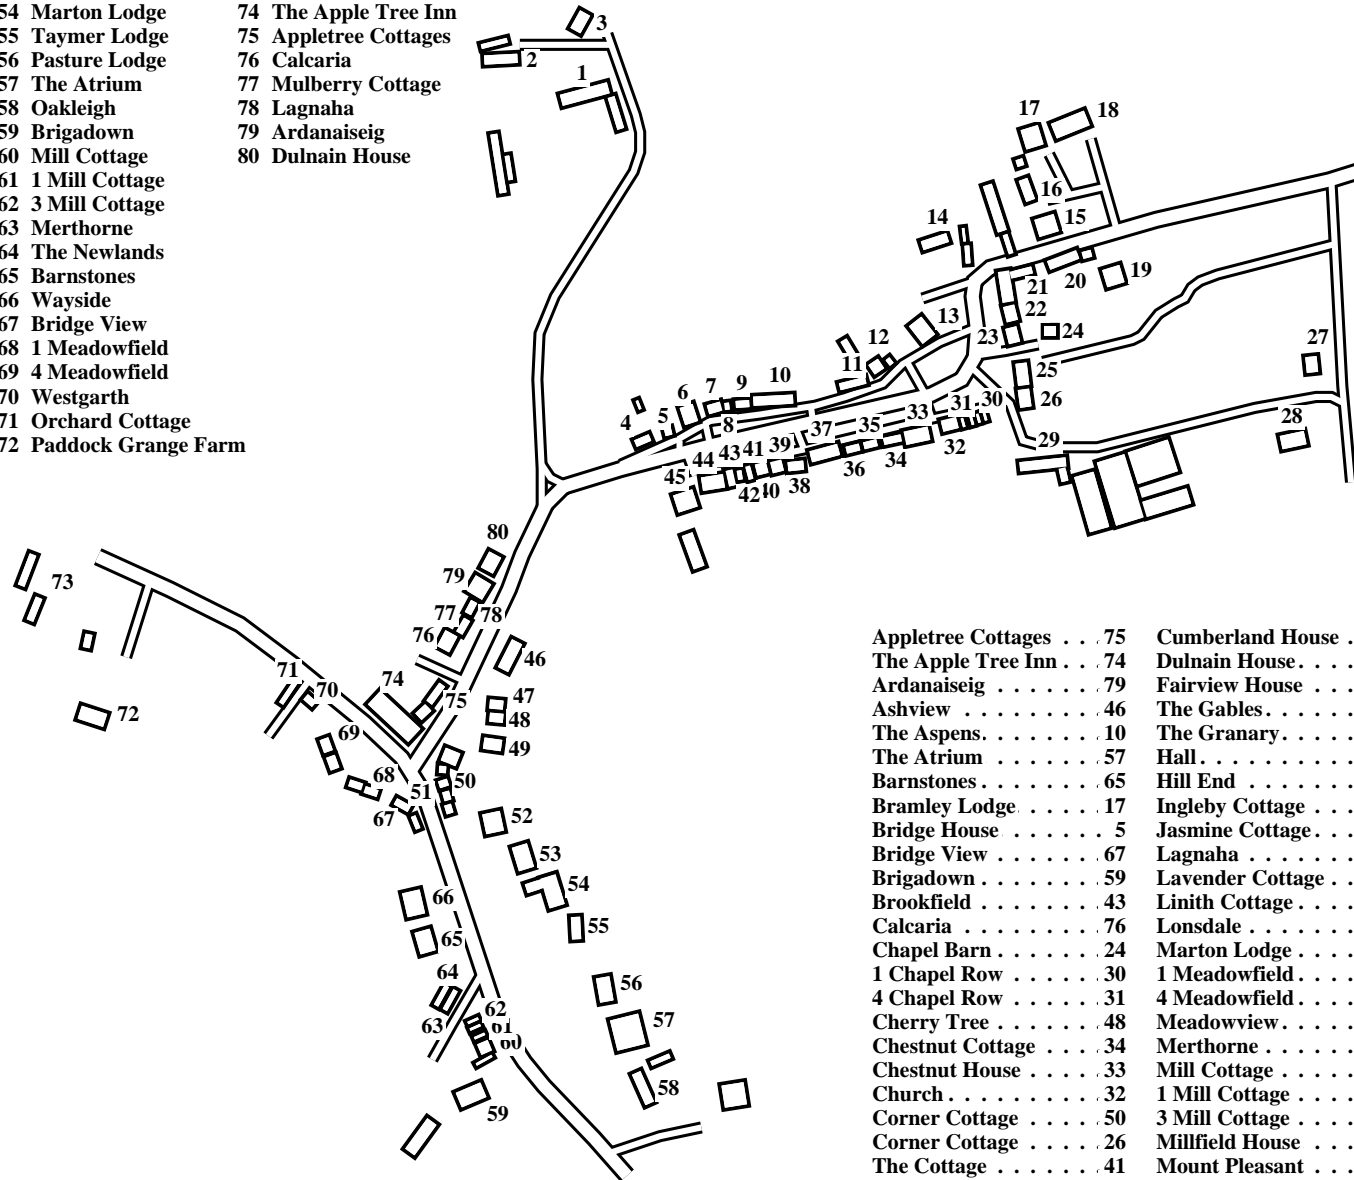 54 Marton Lodge
55 Taymer Lodge
56 Pasture Lodge
57 The Atrium
58 Oakleigh
59 Brigadown
60 Mill Cottage
61 1 Mill Cottage
62 3 Mill Cottage
63 Merthorne
64 The Newlands
65 Barnstones
66 Wayside
67 Bridge View
68 1 Meadowfield
69 4 Meadowfield
70 Westgarth
71 Orchard Cottage
72 Paddock Grange Farm
74 The Apple Tree Inn
75 Appletree Cottages
76 Calcaria
77 Mulberry Cottage
78 Lagnaha
79 Ardanaiseig
80 Dulnain House
3
2
1
17
18
16
15
14
19
20
21
22
13
23
24
12
27
11
25
10
9
7
6
26
30
31
33
5
4
8
35
37
28
29
32
43
41
39
44
34
36
45
38
42
40
80
79
73
77
78
76
46
71
70
74
75
47
72
48
69
49
68
50
51
67
52
53
54
66
55
65
64
56
62
63
61
57
60
58
59
Appletree Cottages . . 75
The Apple Tree Inn . . 74
Ardanaiseig . . . . . . . 79
Ashview . . . . . . . . 46
The Aspens. . . . . . . . 10
The Atrium . . . . . . . 57
Barnstones . . . . . . . . 65
Bramley Lodge. . . . . . 17
Bridge House . . . . . . . 5
Bridge View . . . . . . . 67
Brigadown . . . . . . . . 59
Brookfield . . . . . . . . 43
Calcaria . . . . . . . . 76
Chapel Barn . . . . . . . 24
1 Chapel Row . . . . . . 30
4 Chapel Row . . . . . . 31
Cherry Tree . . . . . . . 48
Chestnut Cottage . . . . 34
Chestnut House . . . . . 33
Church . . . . . . . . . . 32
Corner Cottage . . . . . 50
Corner Cottage . . . . . 26
The Cottage . . . . . . . 41
Cumberland House .
Dulnain House . . . .
Fairview House . . .
The Gables . . . . . .
The Granary . . . . .
Hall . . . . . . . . . .
Hill End . . . . . . .
Ingleby Cottage . . .
Jasmine Cottage . . .
Lagnaha . . . . . . .
Lavender Cottage . .
Linith Cottage . . . .
Lonsdale . . . . . . .
Marton Lodge . . . .
1 Meadowfield . . . .
4 Meadowfield . . . .
Meadowview . . . . .
Merthorne . . . . . .
Mill Cottage . . . . .
1 Mill Cottage . . . .
3 Mill Cottage . . . .
Millfield House . . .
Mount Pleasant . . .